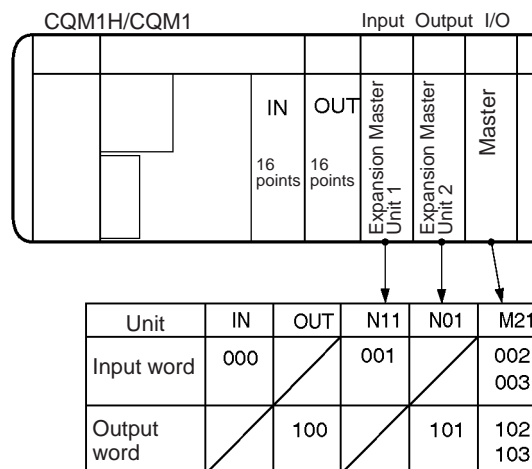 CQM1H/CQM1 Input Output I/O
IN OUT
16 points
16 points
Expansion Master Unit 1
Expansion Master Unit 2
Master
Unit IN OUT N11 N01 M21
Input word 000 001 002
003
Output word 100 101 102
103